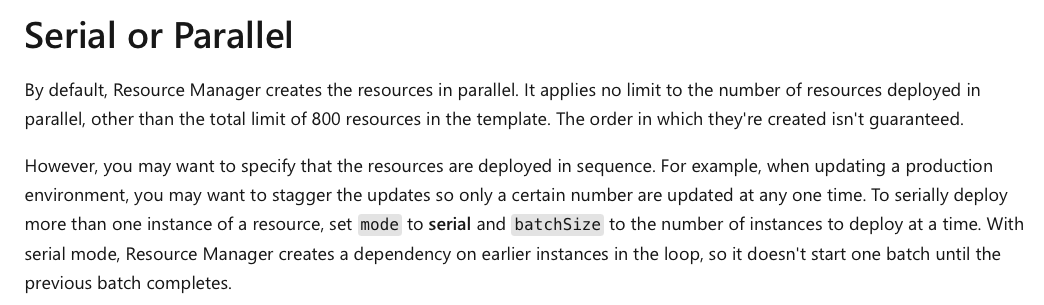 Serial or Parallel
By default, Resource Manager creates the resources in parallel. It applies no limit to the number of resources deployed in
parallel, other than the total limit of 800 resources in the template. The order in which they're created isn't guaranteed.
However, you may want to specify that the resources are deployed in sequence. For example, when updating a production
environment, you may want to stagger the updates so only a certain number are updated at any one time. To serially deploy
more than one instance of a resource, set mode to serial and batchSize to the number of instances to deploy at a time. With
serial mode, Resource Manager creates a dependency on earlier instances in the loop, so it doesn't start one batch until the
previous batch completes.